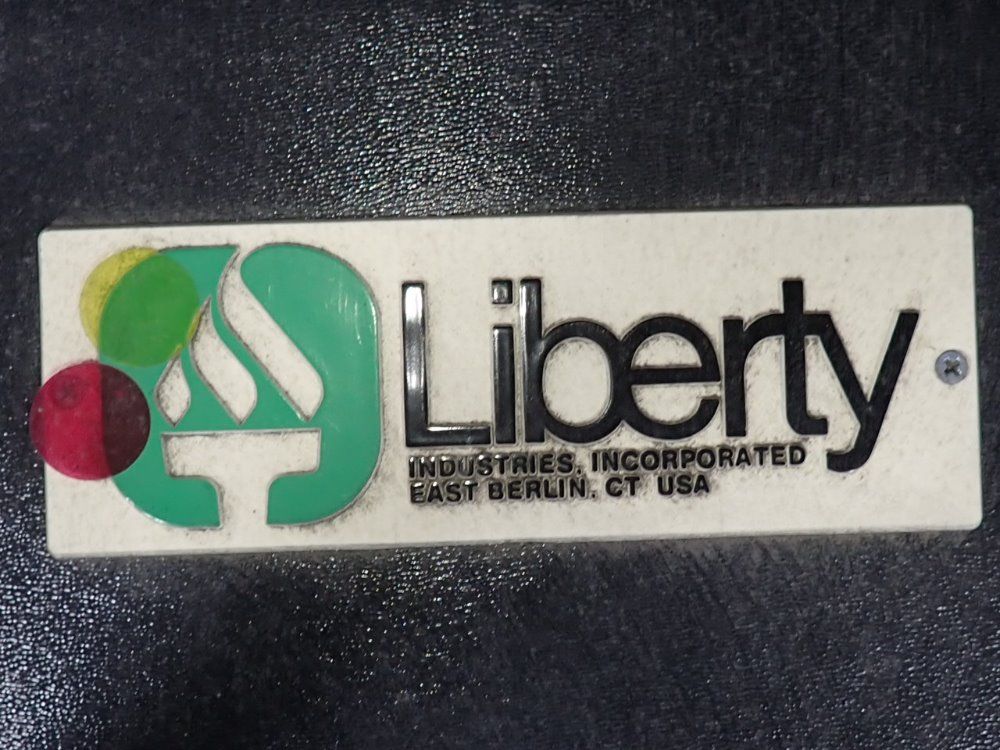 Liberty
INDUSTRIES, INCORPORATED
EAST BERLIN, CT USA